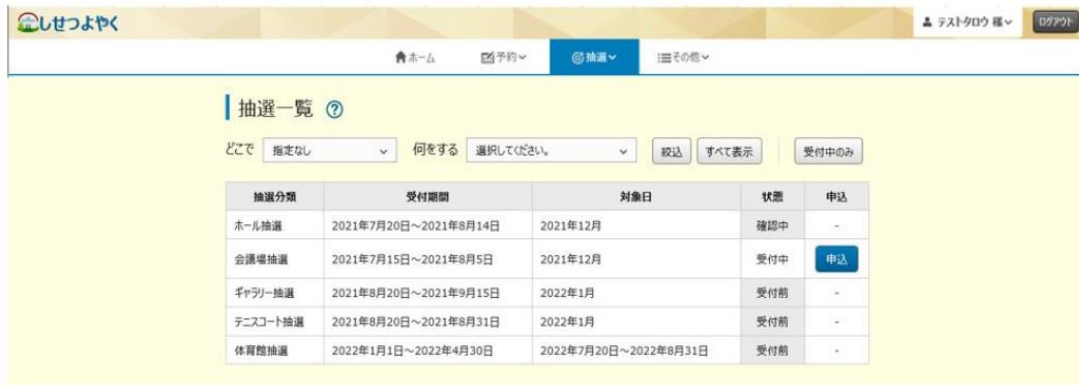 しせつよやく
テストタロウ 様
ログアウト
ホーム 予約 抽選 その他
抽選一覧 ?
どこで 指定なし 何をする 選択してください。 絞込 すべて表示 受付中のみ
抽選分類 受付期間 対象日 状態 申込
ホール抽選 2021年7月20日～2021年8月14日 2021年12月 確認中 -
会議場抽選 2021年7月15日～2021年8月5日 2021年12月 受付中 申込
ギャラリー抽選 2021年8月20日～2021年9月15日 2022年1月 受付前 -
テニスコート抽選 2021年8月20日～2021年8月31日 2022年1月 受付前 -
体育館抽選 2022年1月1日～2022年4月30日 2022年7月20日～2022年8月31日 受付前 -